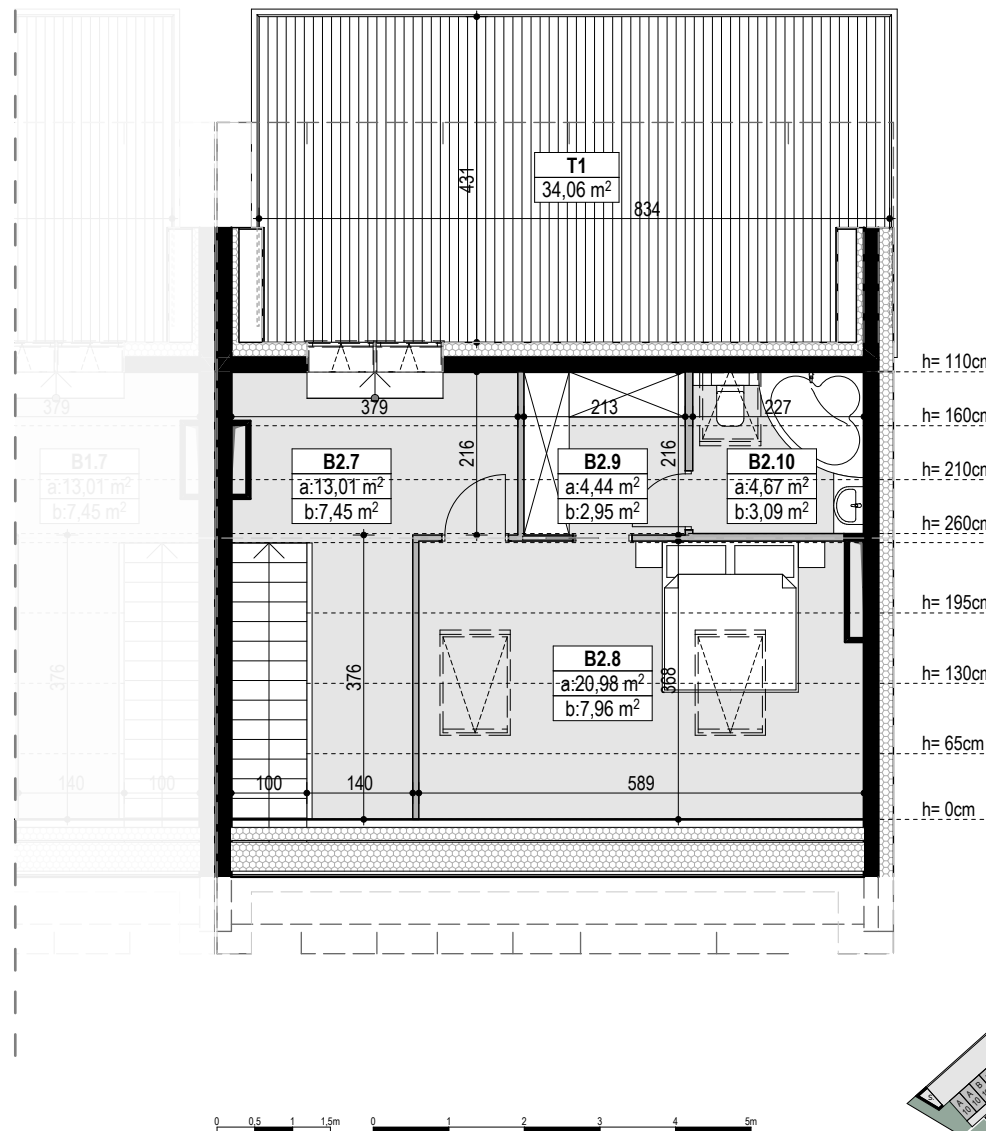 T1
34,06 m²
431
834
h= 110cm
379
379
213
227
h= 160cm
B1.7
a:13,01 m²
b:7,45 m²
B2.7
a:13,01 m²
b:7,45 m²
216
B2.9
a:4,44 m²
b:2,95 m²
216
B2.10
a:4,67 m²
b:3,09 m²
h= 210cm
h= 260cm
h= 195cm
376
376
B2.8
a:20,98 m²
b:7,96 m²
368
h= 130cm
h= 65cm
140
100
100
140
589
h= 0cm
0 0,5 1 1,5m
0 1 2 3 4 5m
S
A
10
A
10
B